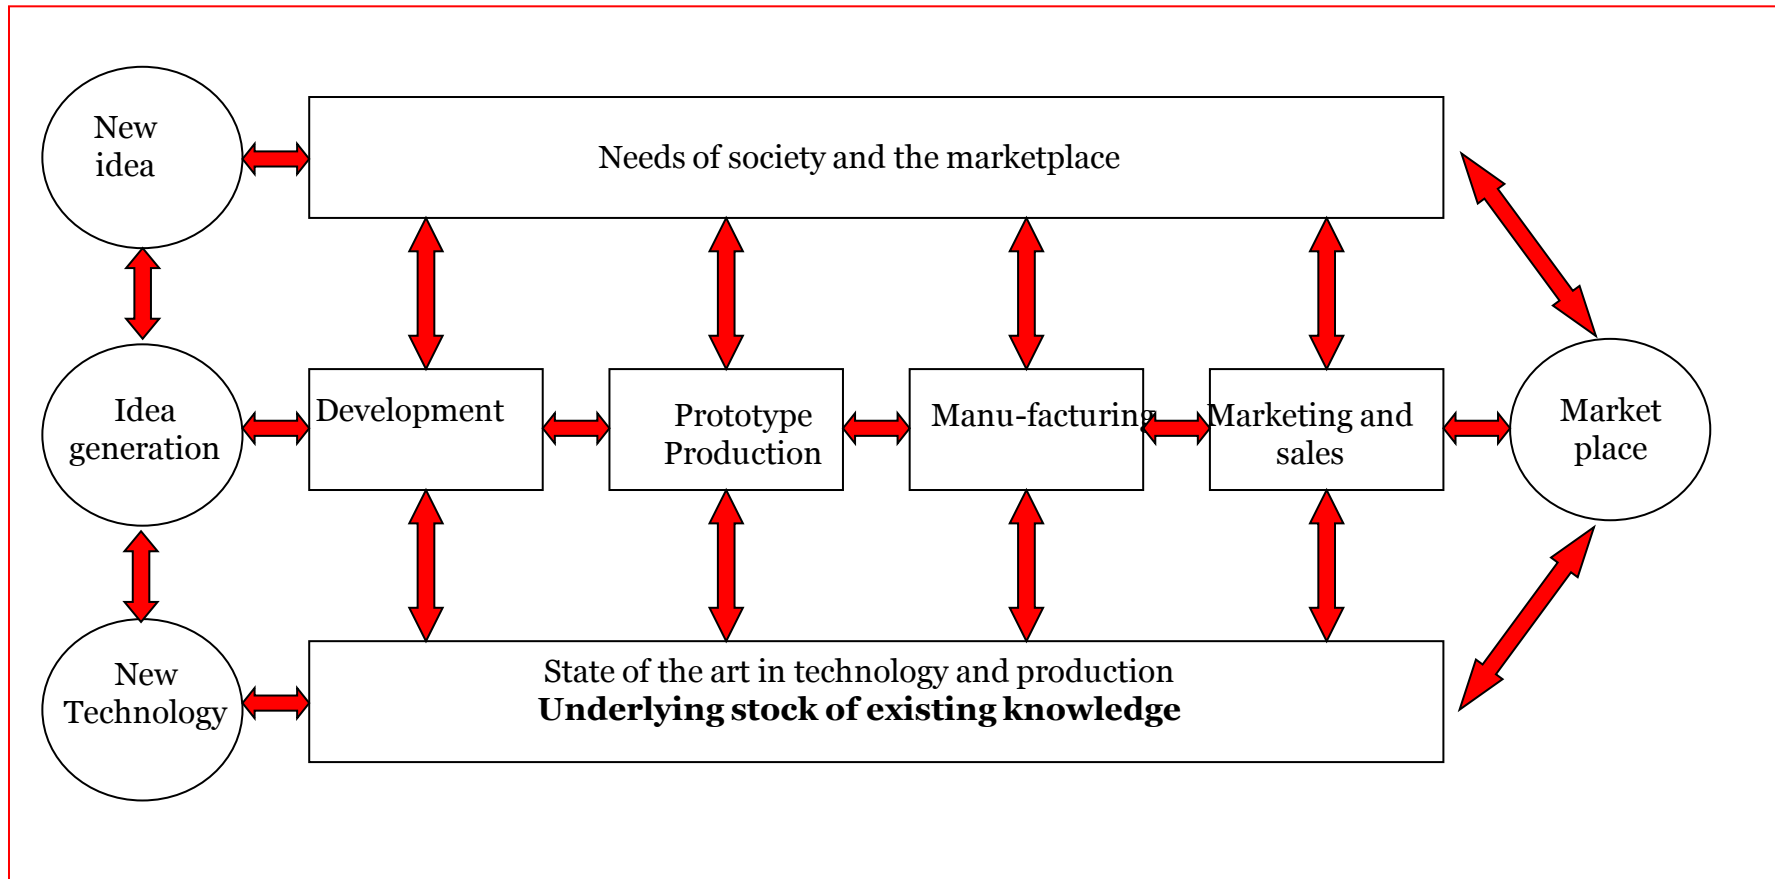 New
idea
Needs of society and the marketplace
Idea
generation
Development
Prototype
Production
Manu-facturing
Marketing and
sales
Market
place
New
Technology
State of the art in technology and production
Underlying stock of existing knowledge